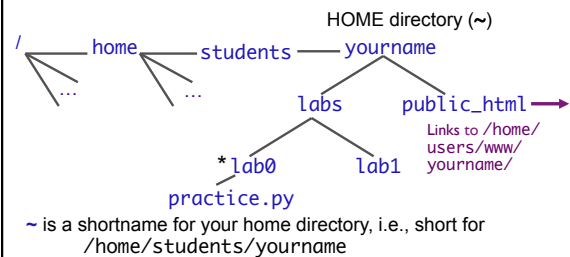 HOME directory (~)
/ home students yourname
… …
labs public_html
Links to /home/
users/www/
yourname/
* lab0 lab1
practice.py
~ is a shortname for your home directory, i.e., short for
/home/students/yourname